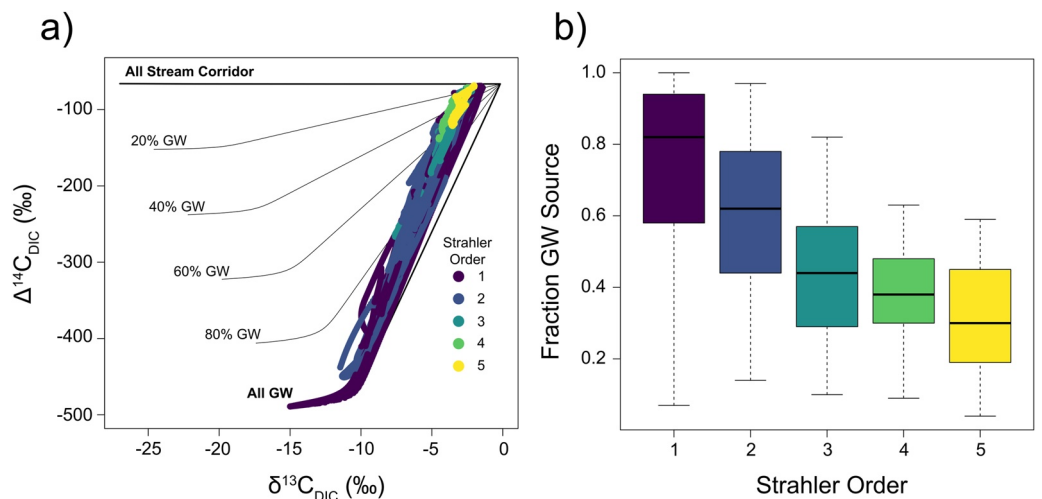 a)
All Stream Corridor
-100
-200
-300
-400
-500
20% GW
40% GW
60% GW
80% GW
All GW
Strahler
Order
1
2
3
4
5
Δ¹⁴C_DIC (‰)
-25 -20 -15 -10 -5 0
δ¹³C_DIC (‰)
b)
1.0
0.8
0.6
0.4
0.2
Fraction GW Source
1 2 3 4 5
Strahler Order